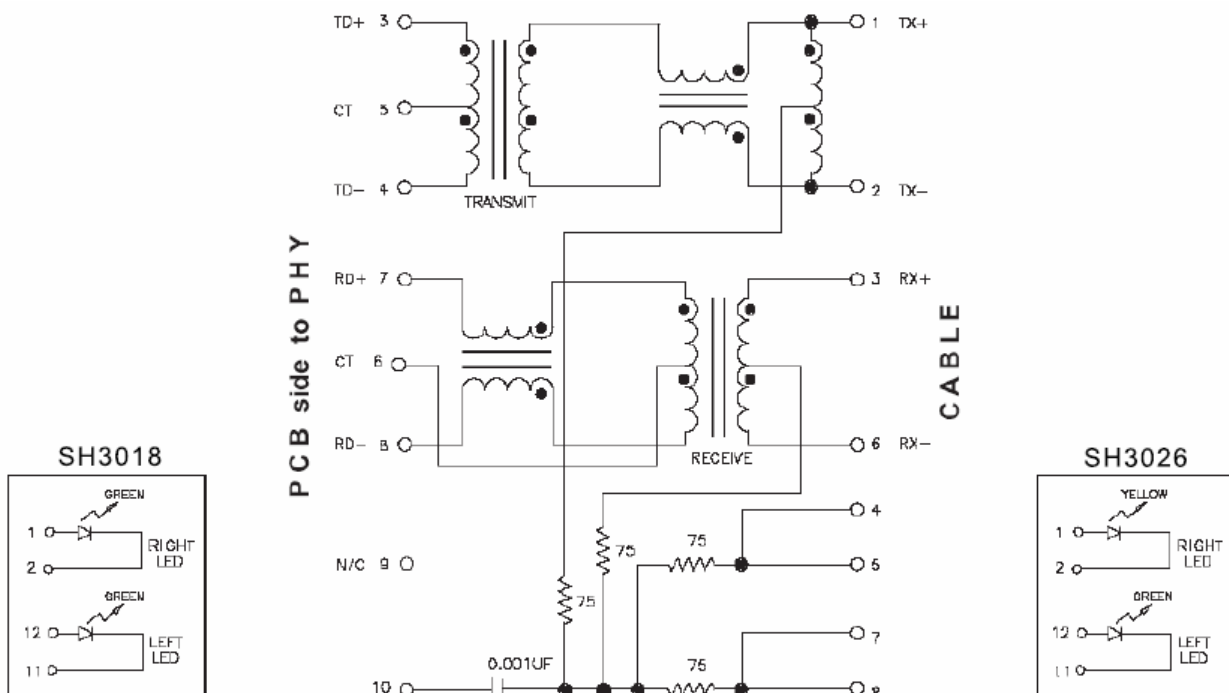 TD+ 3
1 TX+
CT 5
TD- 4
2 TX-
TRANSMIT
PCB side to PHY
RD+ 7
3 RX+
CT 6
CABLE
RD- 8
6 RX-
RECEIVE
SH3018
GREEN
1
2
RIGHT
LED
GREEN
12
11
LEFT
LED
SH3026
YELLOW
1
2
RIGHT
LED
GREEN
12
11
LEFT
LED
4
75
75
5
N/C 9
75
7
0.001UF
75
10
8